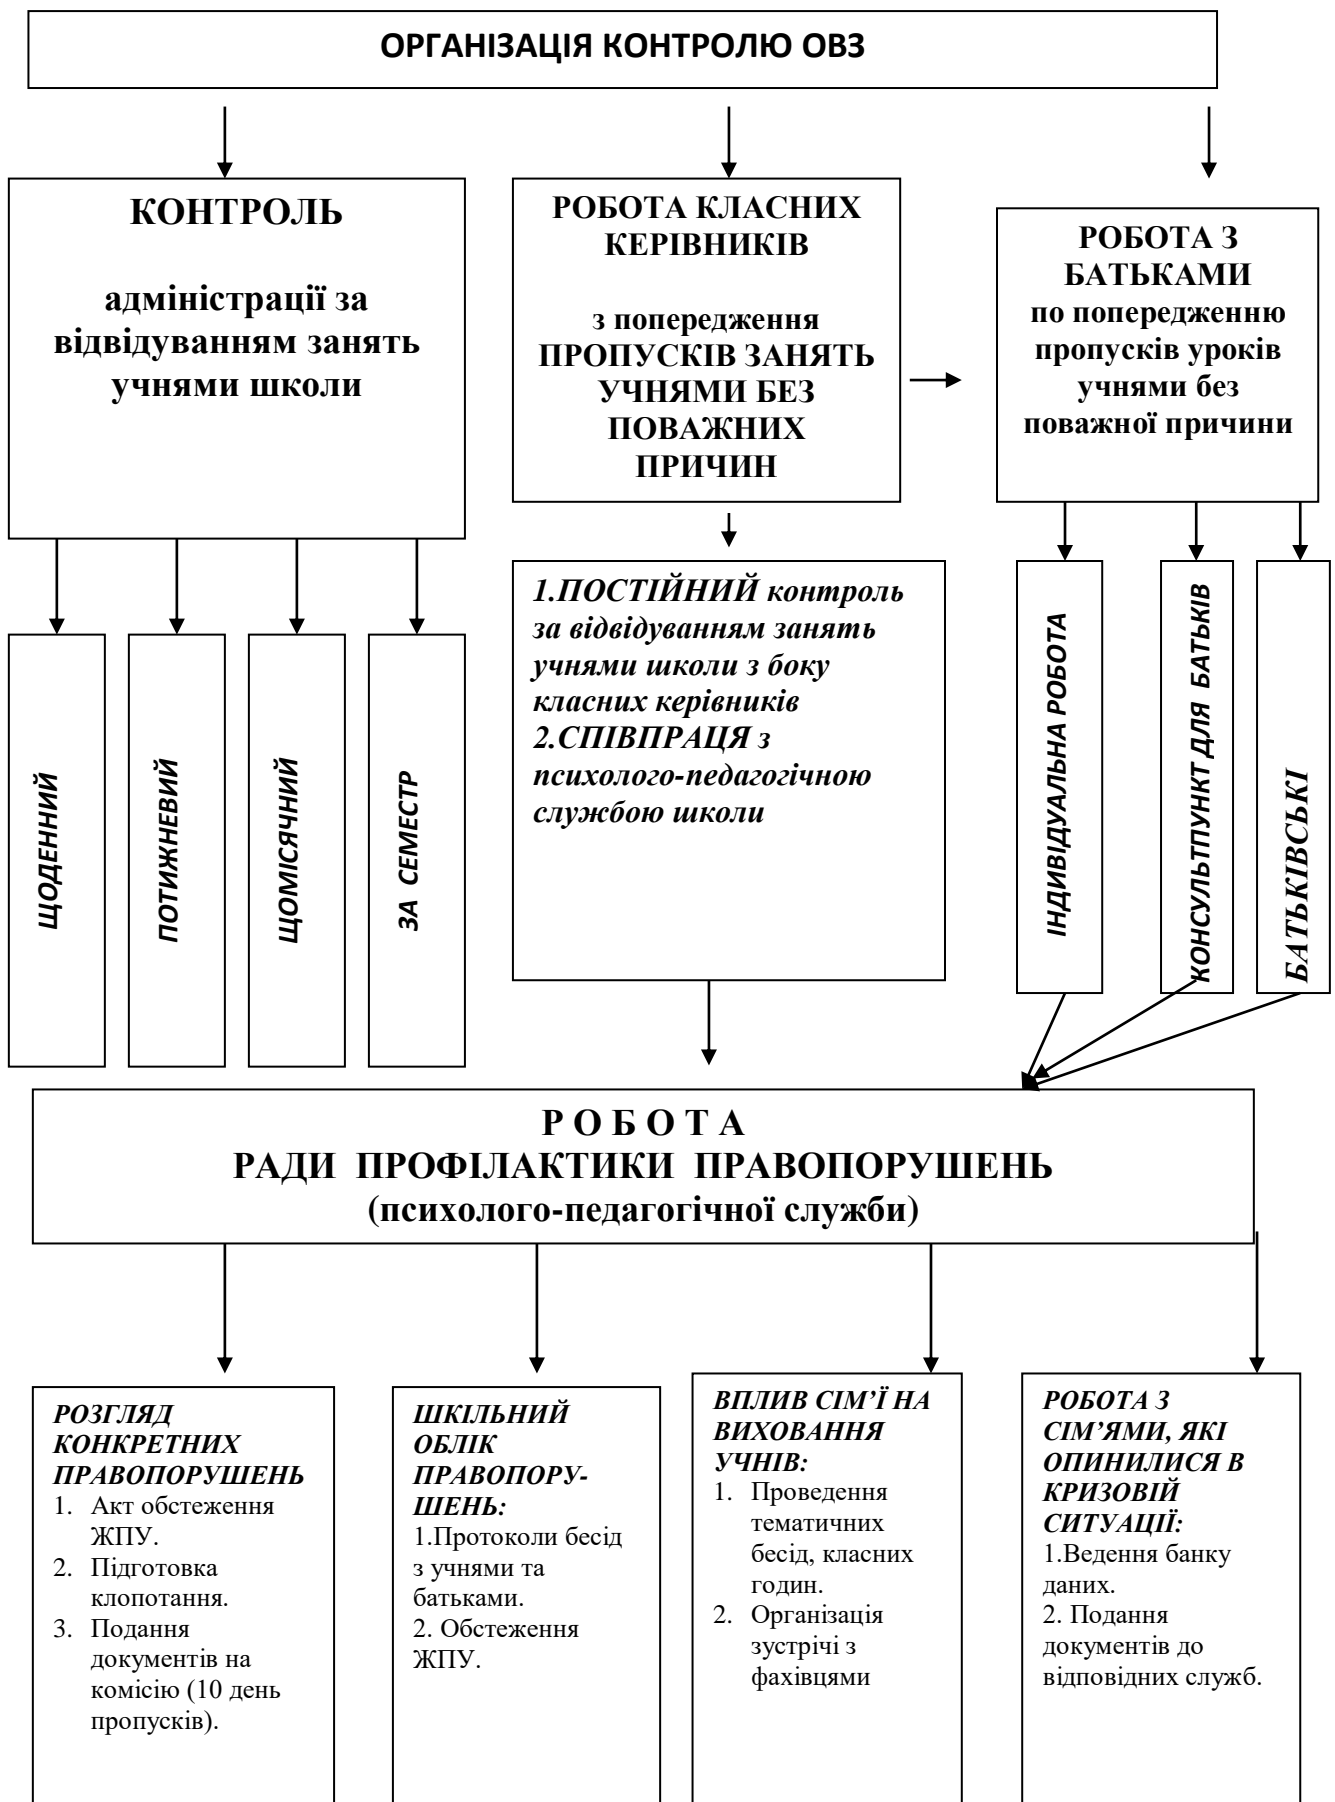 ОРГАНІЗАЦІЯ КОНТРОЛЮ ОВЗ
КОНТРОЛЬ
адміністрації за
відвідуванням занять
учнями школи
РОБОТА КЛАСНИХ
КЕРІВНИКІВ
з попередження
ПРОПУСКІВ ЗАНЯТЬ
УЧНЯМИ БЕЗ
ПОВАЖНИХ
ПРИЧИН
РОБОТА З
БАТЬКАМИ
по попередженню
пропусків уроків
учнями без
поважної причини
ЩОДЕННИЙ
ПОТИЖНЕВИЙ
ЩОМІСЯЧНИЙ
ЗА СЕМЕСТР
1.ПОСТІЙНИЙ контроль
за відвідуванням занять
учнями школи з боку
класних керівників
2.СПІВПРАЦЯ з
психолого-педагогічною
службою школи
ІНДИВІДУАЛЬНА РОБОТА
КОНСУЛЬТПУНКТ ДЛЯ БАТЬКІВ
БАТЬКІВСЬКІ
Р О Б О Т А
РАДИ ПРОФІЛАКТИКИ ПРАВОПОРУШЕНЬ
(психолого-педагогічної служби)
РОЗГЛЯД
КОНКРЕТНИХ
ПРАВОПОРУШЕНЬ
1. Акт обстеження
ЖПУ.
2. Підготовка
клопотання.
3. Подання
документів на
комісію (10 день
пропусків).
ШКІЛЬНИЙ
ОБЛІК
ПРАВОПОРУ-
ШЕНЬ:
1.Протоколи бесід
з учнями та
батьками.
2. Обстеження
ЖПУ.
ВПЛИВ СІМ’Ї НА
ВИХОВАННЯ
УЧНІВ:
1. Проведення
тематичних
бесід, класних
годин.
2. Організація
зустрічі з
фахівцями
РОБОТА З
СІМ’ЯМИ, ЯКІ
ОПИНИЛИСЯ В
КРИЗОВІЙ
СИТУАЦІЇ:
1.Ведення банку
даних.
2. Подання
документів до
відповідних служб.